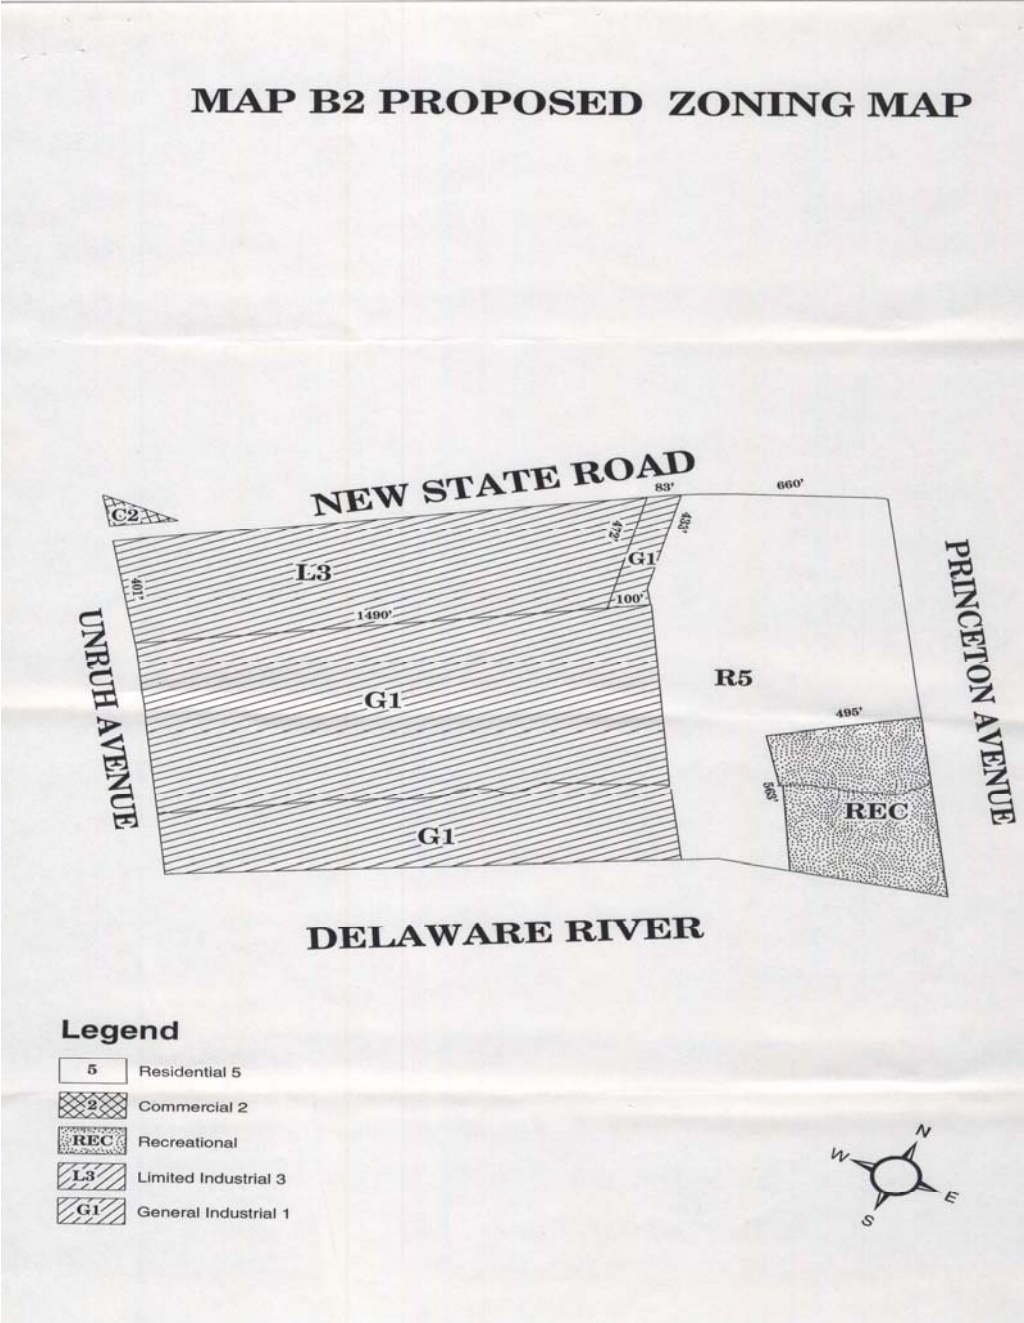 MAP B2 PROPOSED ZONING MAP
NEW STATE ROAD
83'
660'
C2
472'
433'
G1
L3
401'
100'
1490'
UNRUH AVENUE
PRINCETON AVENUE
R5
G1
495'
563'
REC
G1
DELAWARE RIVER
Legend
5 Residential 5
2 Commercial 2
REC Recreational
L3 Limited Industrial 3
G1 General Industrial 1
N
W
E
S